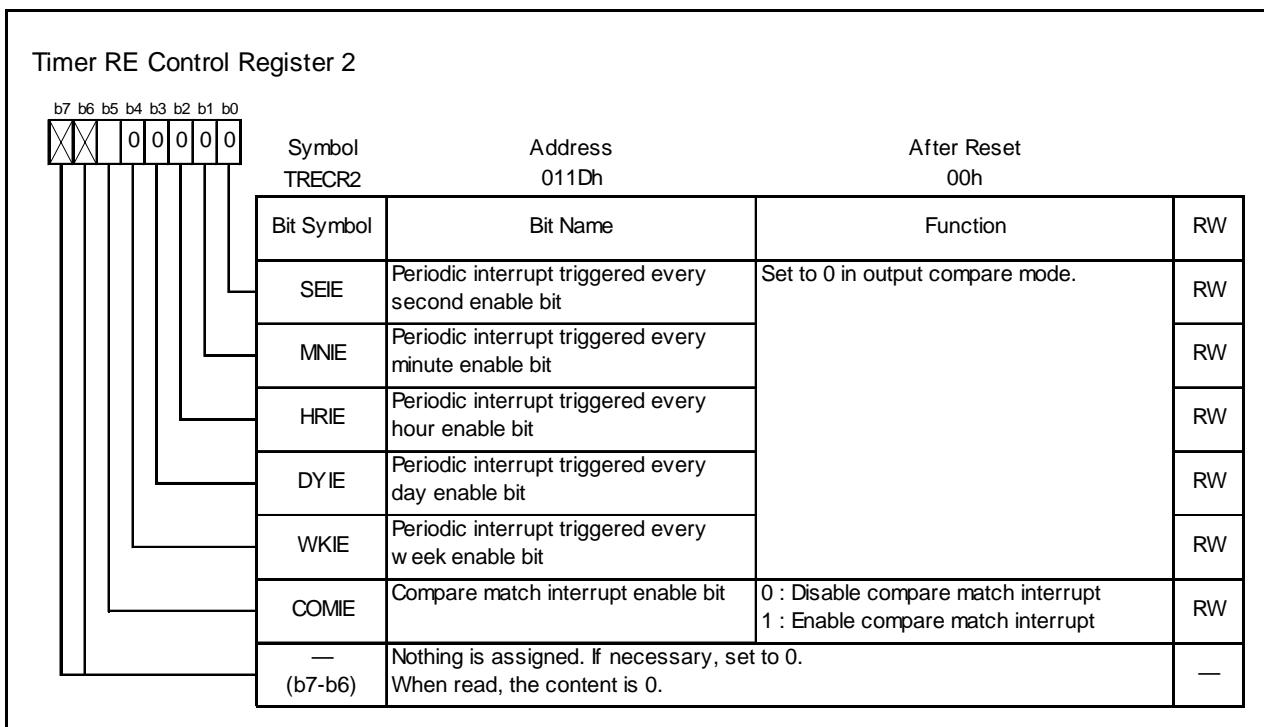 Timer RE Control Register 2
b7 b6 b5 b4 b3 b2 b1 b0
0 0 0 0 0
Symbol Address After Reset
TRECR2 011Dh 00h
Bit Symbol Bit Name Function RW
SEIE Periodic interrupt triggered every second enable bit Set to 0 in output compare mode. RW
MNIE Periodic interrupt triggered every minute enable bit RW
HRIE Periodic interrupt triggered every hour enable bit RW
DYIE Periodic interrupt triggered every day enable bit RW
WKIE Periodic interrupt triggered every week enable bit RW
COMIE Compare match interrupt enable bit 0 : Disable compare match interrupt
1 : Enable compare match interrupt RW
— (b7-b6) Nothing is assigned. If necessary, set to 0.
When read, the content is 0. —